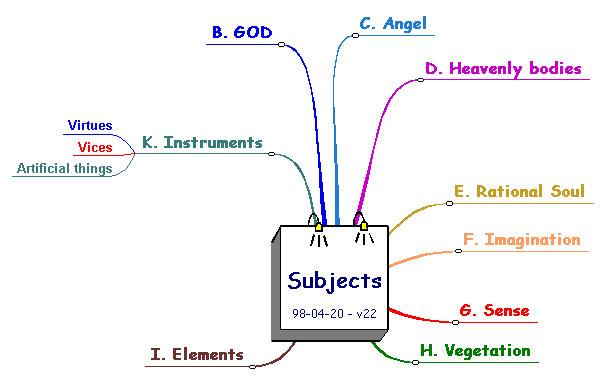 B. GOD
C. Angel
D. Heavenly bodies
Virtues
Vices
Artificial things
K. Instruments
E. Rational Soul
F. Imagination
Subjects
98-04-20 - v22
G. Sense
H. Vegetation
I. Elements